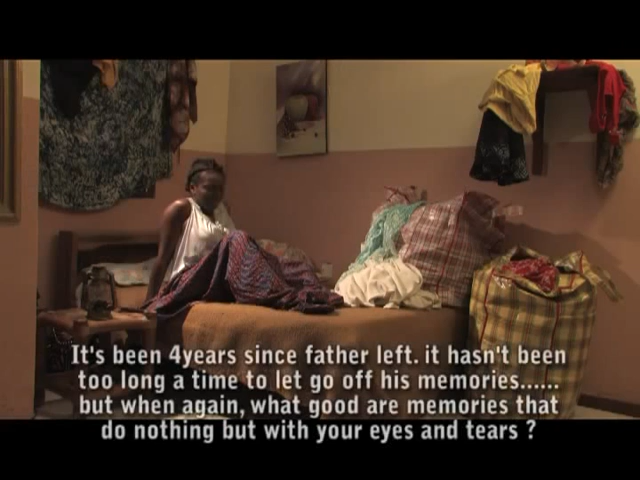 It's been 4years since father left. it hasn't been
too long a time to let go off his memories......
but when again, what good are memories that
do nothing but with your eyes and tears ?